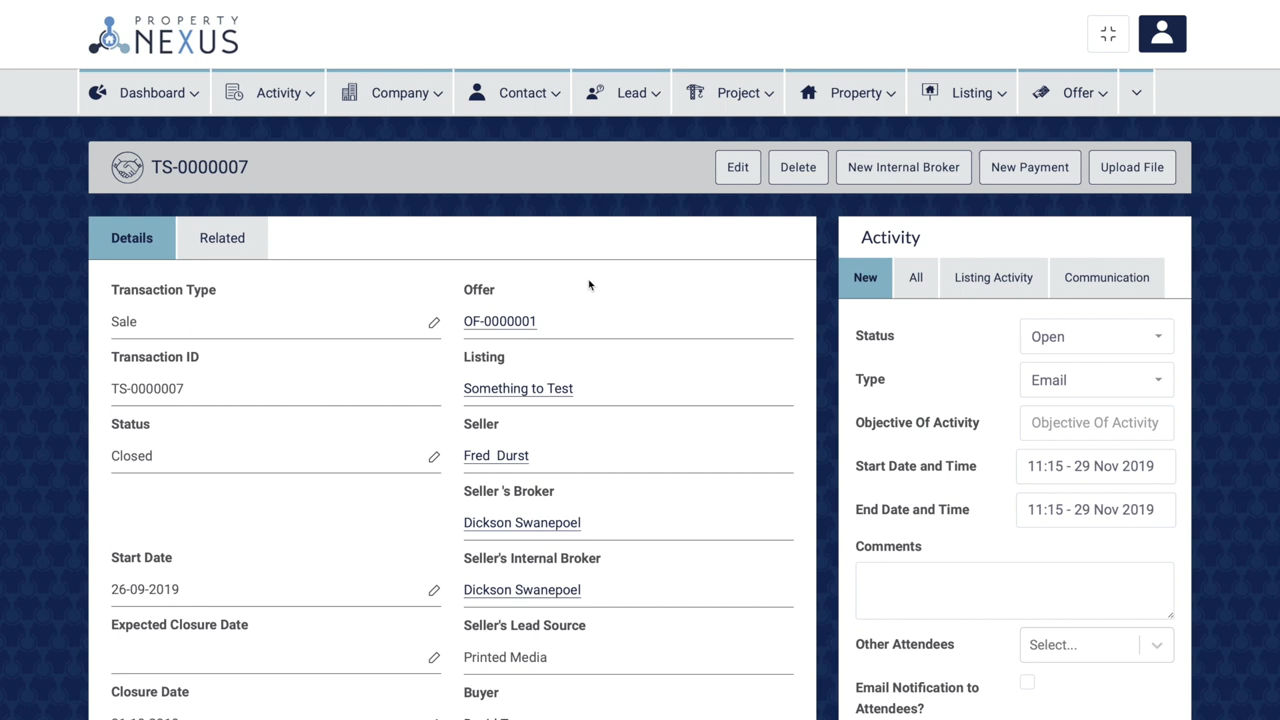 PROPERTY
NEXUS
Dashboard
Activity
Company
Contact
Lead
Project
Property
Listing
Offer
TS-0000007
Edit
Delete
New Internal Broker
New Payment
Upload File
Details
Related
Transaction Type
Sale
Transaction ID
TS-0000007
Status
Closed
Start Date
26-09-2019
Expected Closure Date
Closure Date
Offer
OF-0000001
Listing
Something to Test
Seller
Fred Durst
Seller 's Broker
Dickson Swanepoel
Seller's Internal Broker
Dickson Swanepoel
Seller's Lead Source
Printed Media
Buyer
Activity
New
All
Listing Activity
Communication
Status
Open
Type
Email
Objective Of Activity
Objective Of Activity
Start Date and Time
11:15 - 29 Nov 2019
End Date and Time
11:15 - 29 Nov 2019
Comments
Other Attendees
Select...
Email Notification to
Attendees?